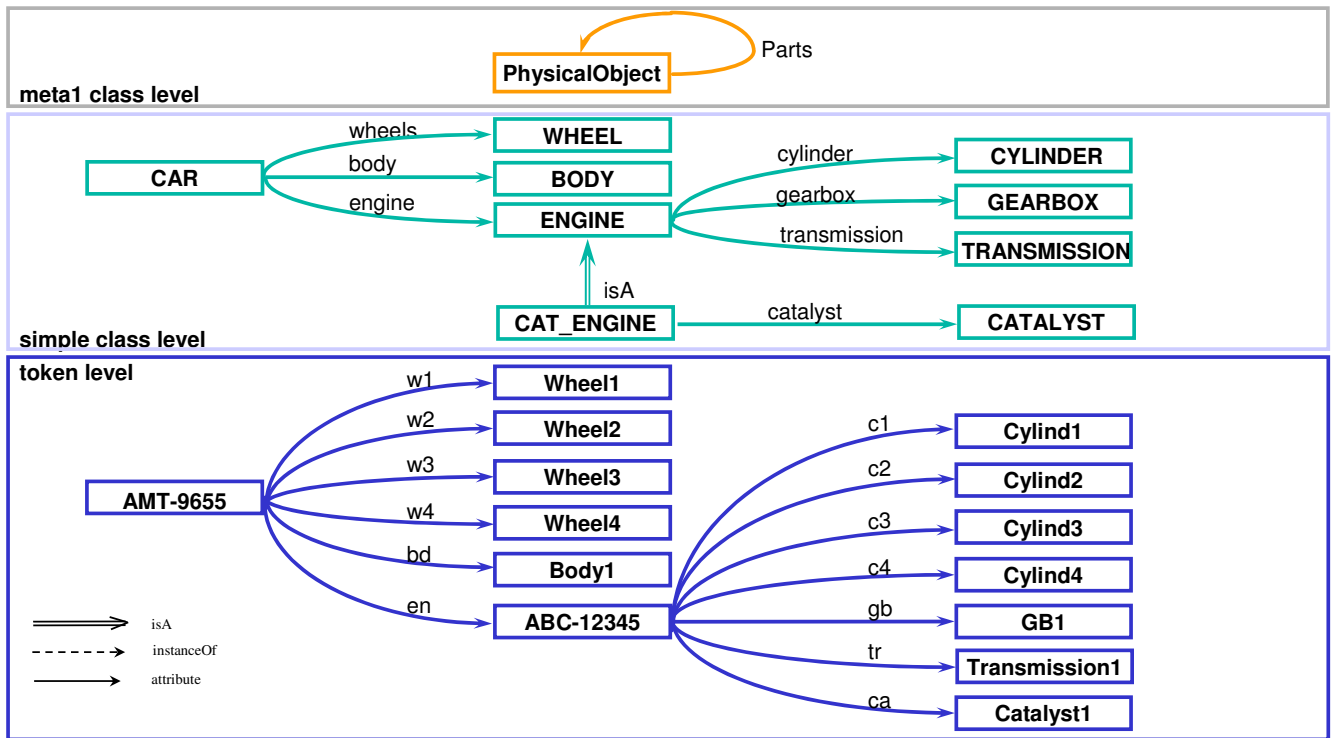 Parts
PhysicalObject
meta1 class level
wheels
WHEEL
cylinder
CYLINDER
body
CAR
BODY
gearbox
GEARBOX
engine
ENGINE
transmission
TRANSMISSION
isA
catalyst
CAT_ENGINE
CATALYST
simple class level
token level
w1
Wheel1
w2
Wheel2
c1
Cylind1
w3
Wheel3
c2
Cylind2
AMT-9655
w4
Wheel4
c3
Cylind3
bd
Body1
c4
Cylind4
en
ABC-12345
gb
GB1
isA
instanceOf
tr
Transmission1
attribute
ca
Catalyst1